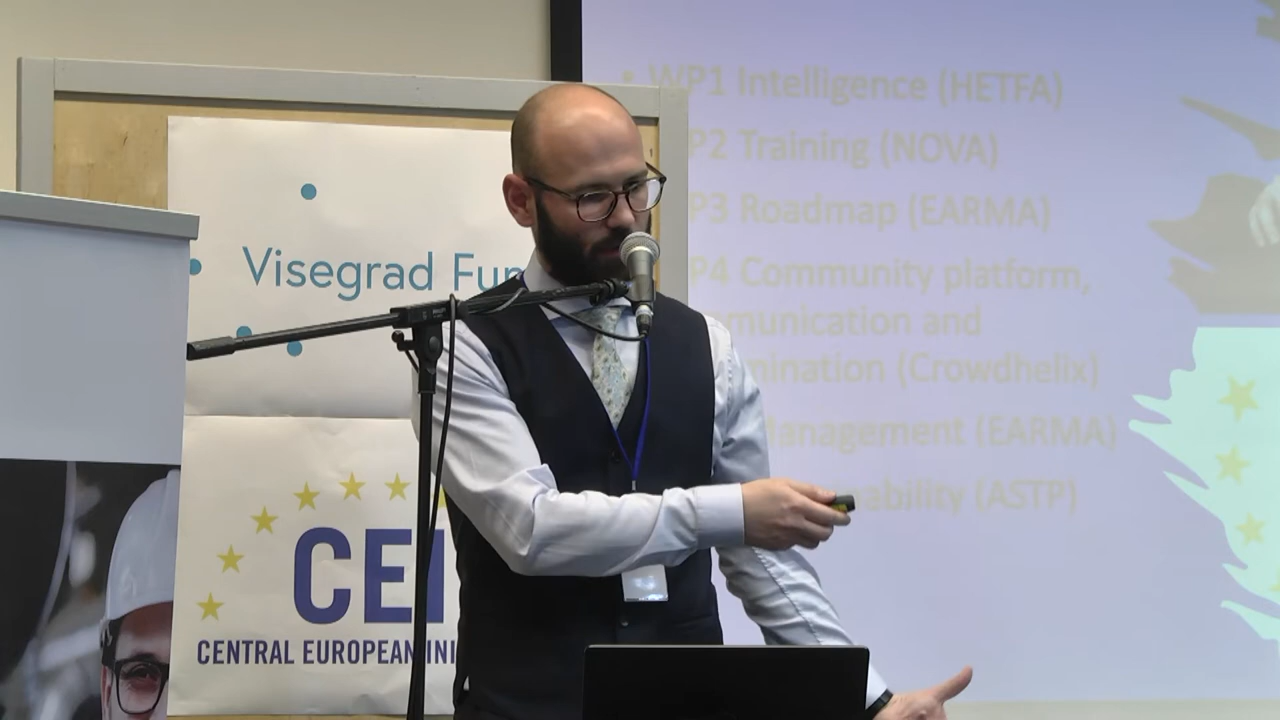 Visegrad Fun
CEI
CENTRAL EUROPEAN INI
• WP1 Intelligence (HETFA)
P2 Training (NOVA)
P3 Roadmap (EARMA)
P4 Community platform,
munication and
mination (Crowdhelix)
anagement (EARMA)
ability (ASTP)